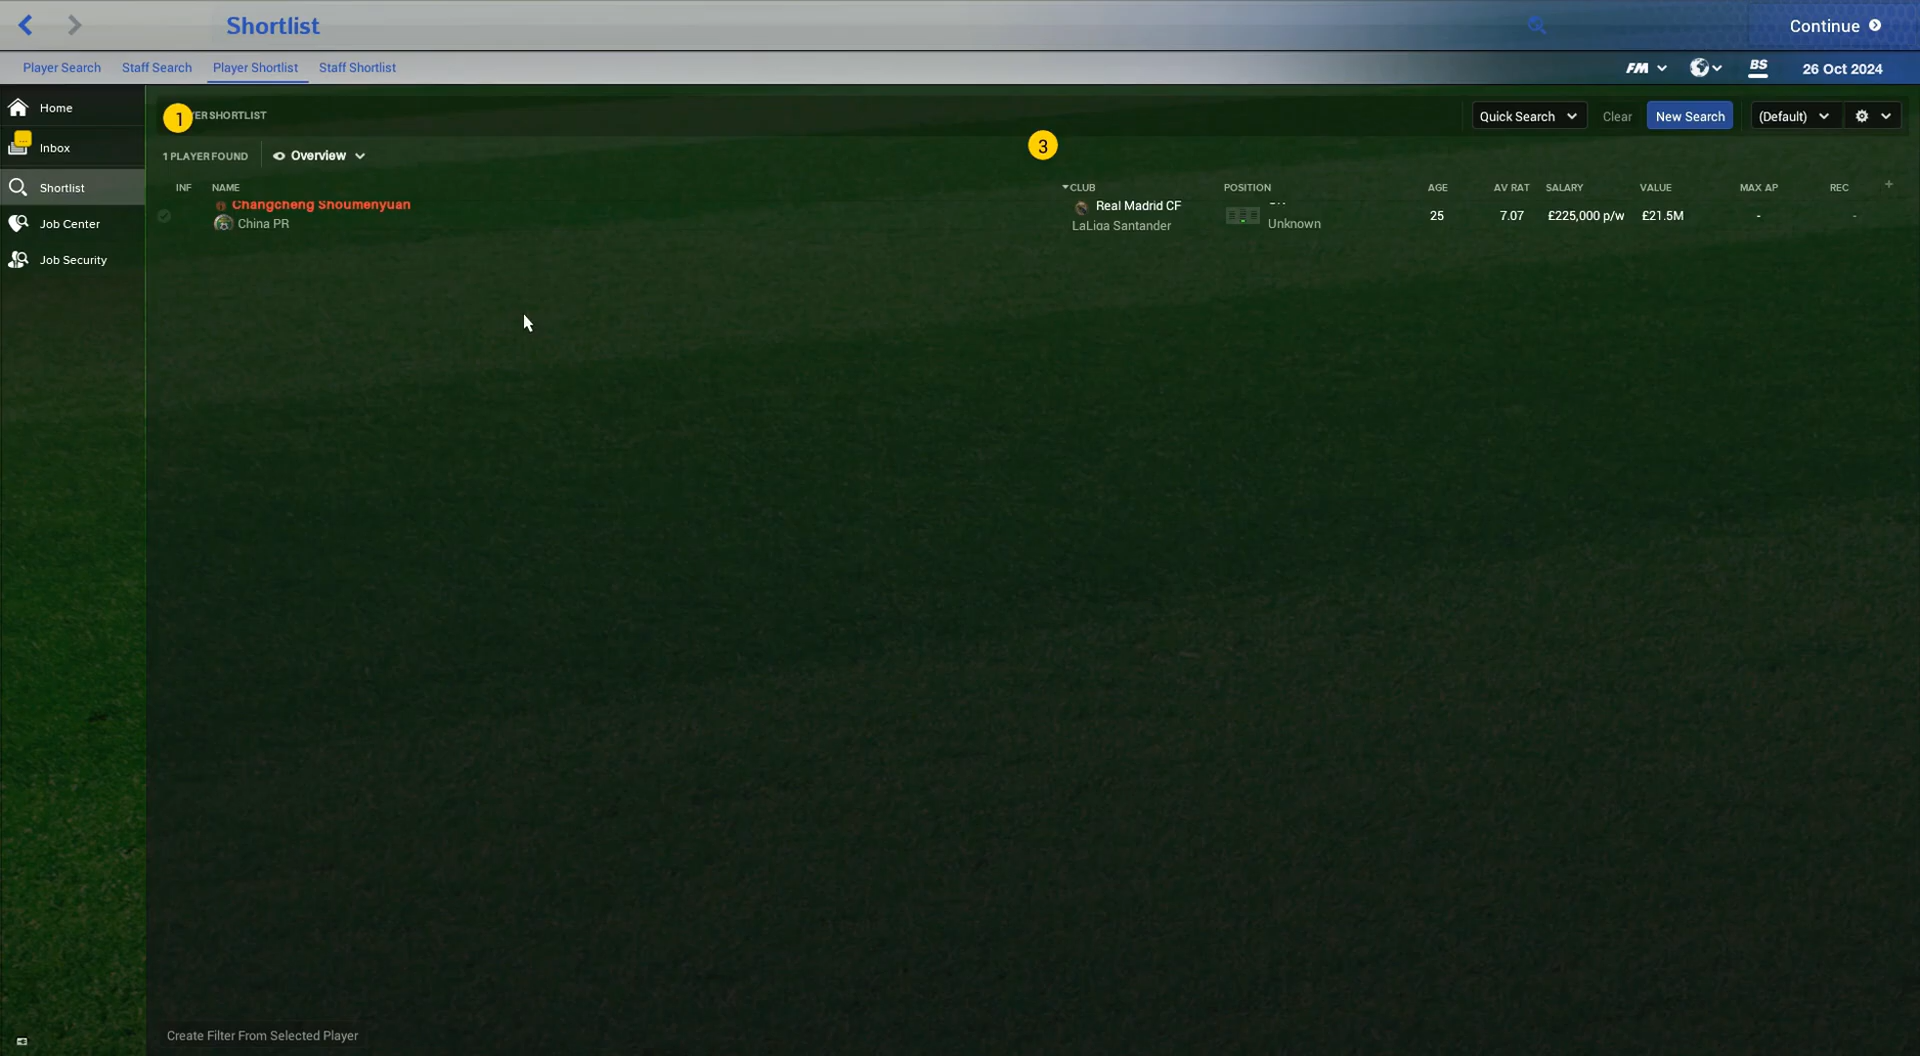 Shortlist
Continue
Player Search Staff Search Player Shortlist Staff Shortlist
FM BS 26 Oct 2024
Home
Inbox
Shortlist
Job Center
Job Security
1 YER SHORTLIST
Quick Search Clear New Search (Default)
1 PLAYER FOUND Overview 3
INF NAME CLUB POSITION AGE AV RAT SALARY VALUE MAX AP REC +
Changcheng Shoumenyuan Real Madrid CF
25 7.07 £225,000 p/w £21.5M - -
China PR LaLiga Santander Unknown
Create Filter From Selected Player